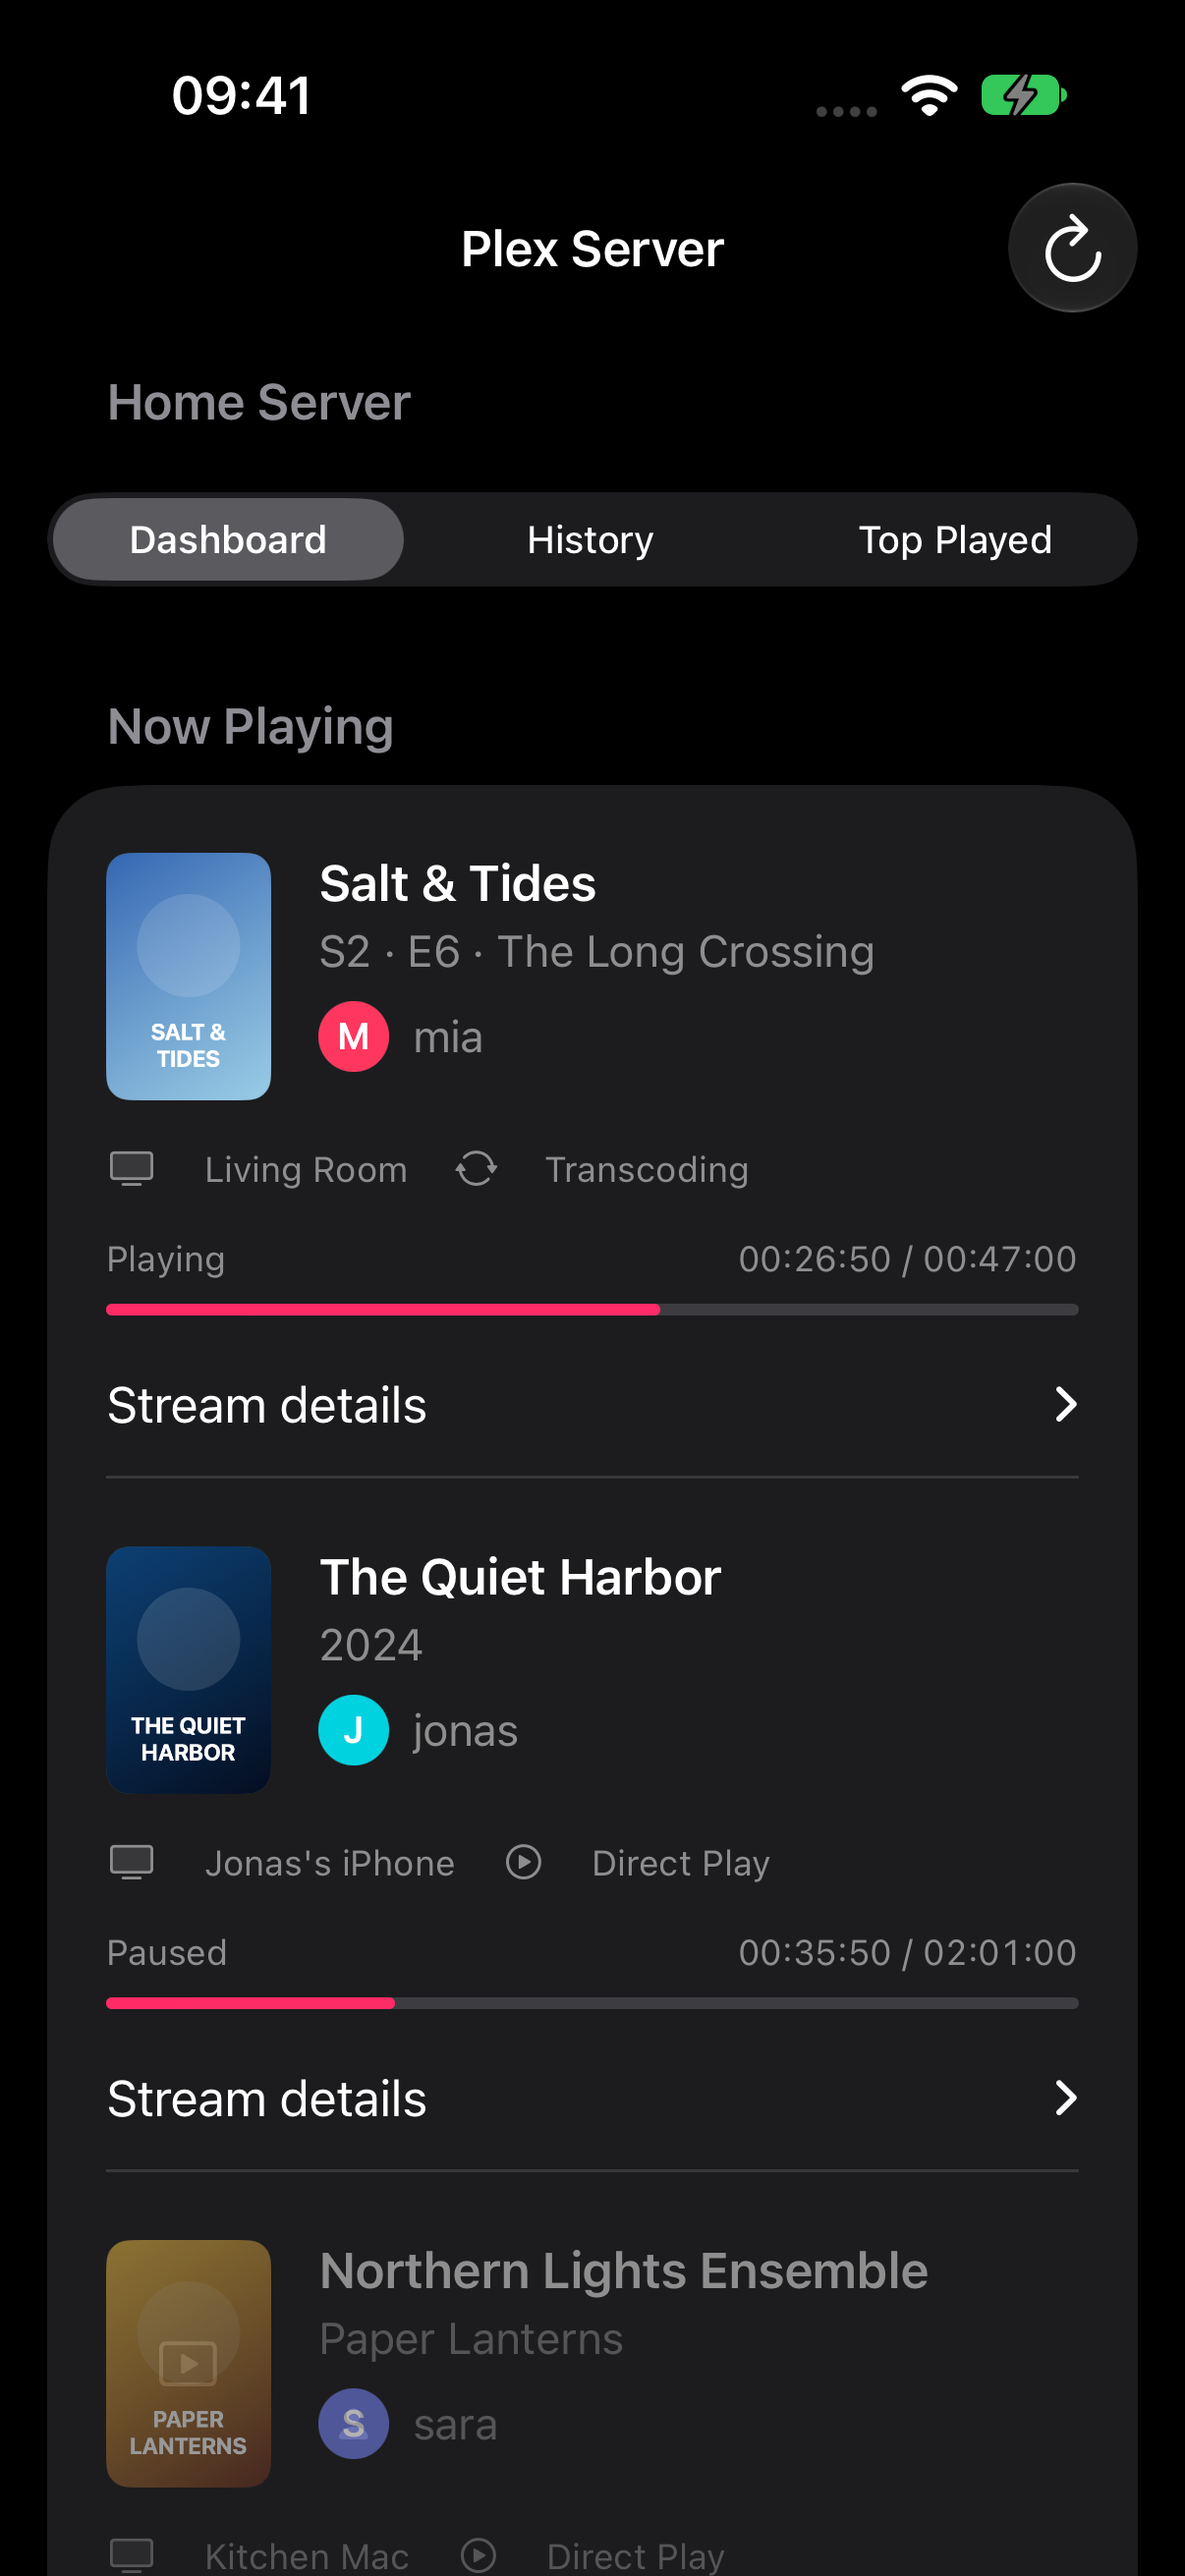 09:41
Plex Server
Home Server
Dashboard
History
Top Played
Now Playing
SALT &
TIDES
Salt & Tides
S2 · E6 · The Long Crossing
M
mia
Living Room
Transcoding
Playing
00:26:50 / 00:47:00
Stream details
THE QUIET
HARBOR
The Quiet Harbor
2024
J
jonas
Jonas's iPhone
Direct Play
Paused
00:35:50 / 02:01:00
Stream details
PAPER
LANTERNS
Northern Lights Ensemble
Paper Lanterns
S
sara
Kitchen Mac
Direct Play